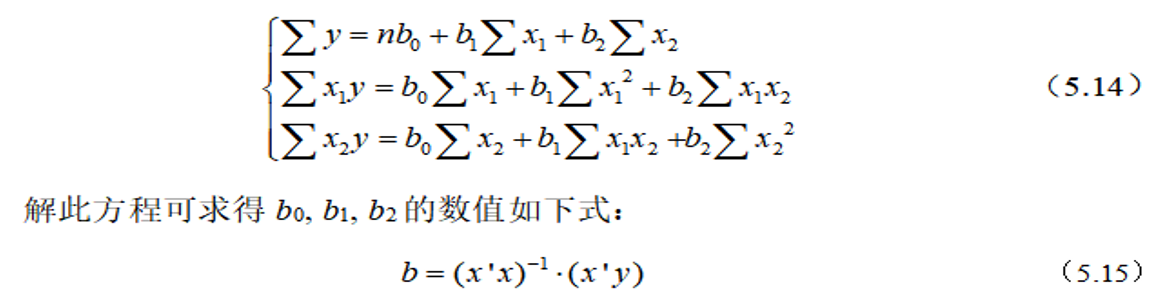 ∑y = nb₀ + b₁∑x₁ + b₂∑x₂
∑x₁y = b₀∑x₁ + b₁∑x₁² + b₂∑x₁x₂ （5.14）
∑x₂y = b₀∑x₂ + b₁∑x₁x₂ +b₂∑x₂²
解此方程可求得 b₀, b₁, b₂ 的数值如下式：
b = (x'x)⁻¹·(x'y) （5.15）